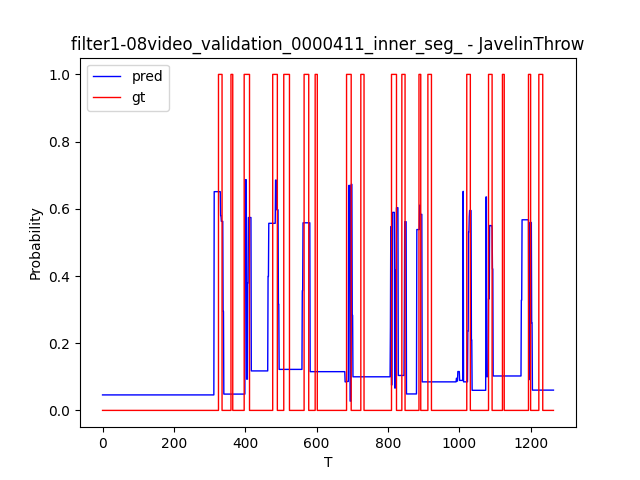 filter1-08video_validation_0000411_inner_seg_ - JavelinThrow
pred
gt
1.0
0.8
0.6
0.4
0.2
0.0
Probability
0 200 400 600 800 1000 1200
T